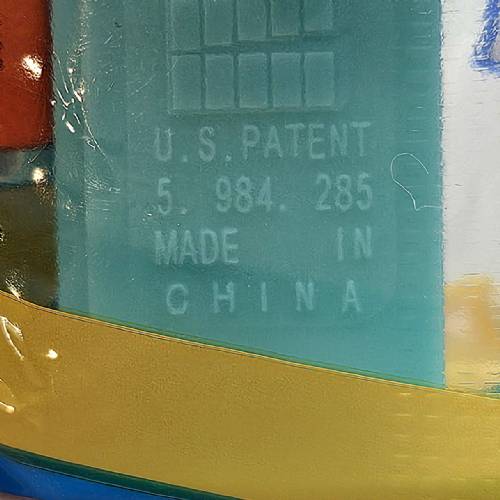 U.S.PATENT
5. 984. 285
MADE IN
CHINA